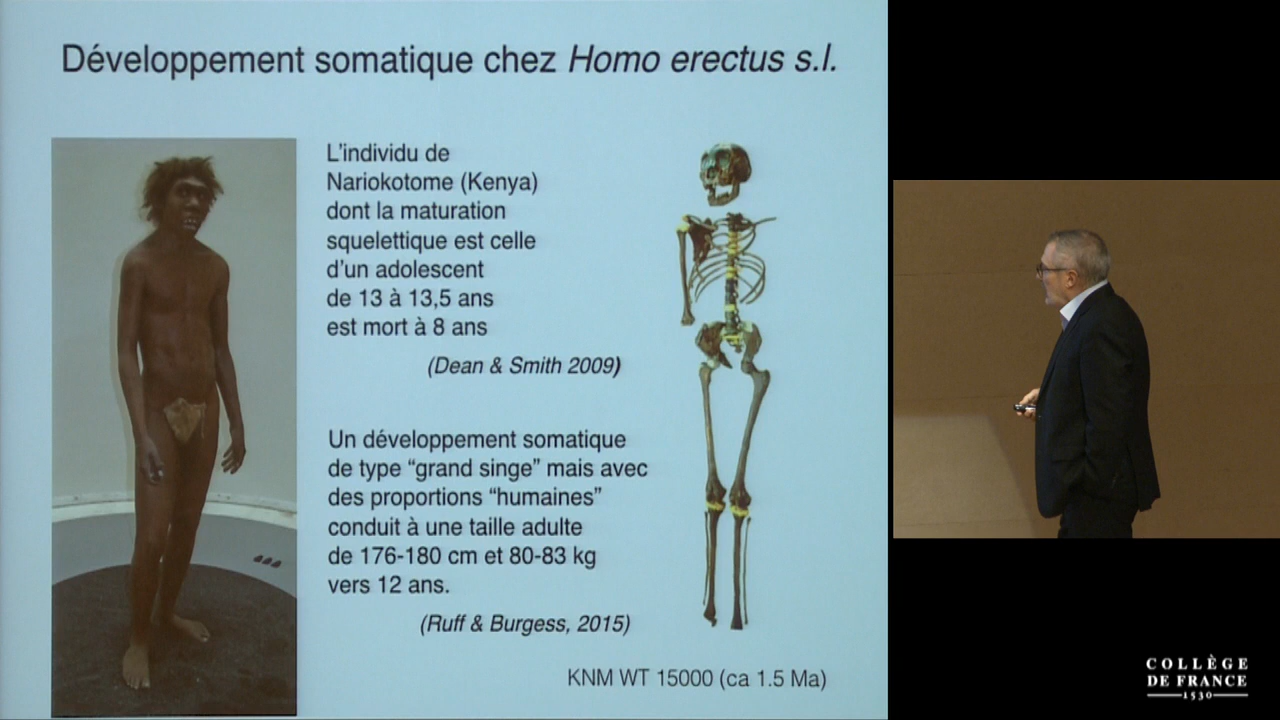 Développement somatique chez Homo erectus s.l.
L'individu de
Nariokotome (Kenya)
dont la maturation
squelettique est celle
d'un adolescent
de 13 à 13,5 ans
est mort à 8 ans
(Dean & Smith 2009)
Un développement somatique
de type “grand singe” mais avec
des proportions “humaines”
conduit à une taille adulte
de 176-180 cm et 80-83 kg
vers 12 ans.
(Ruff & Burgess, 2015)
KNM WT 15000 (ca 1.5 Ma)
COLLÈGE
DE FRANCE
1530